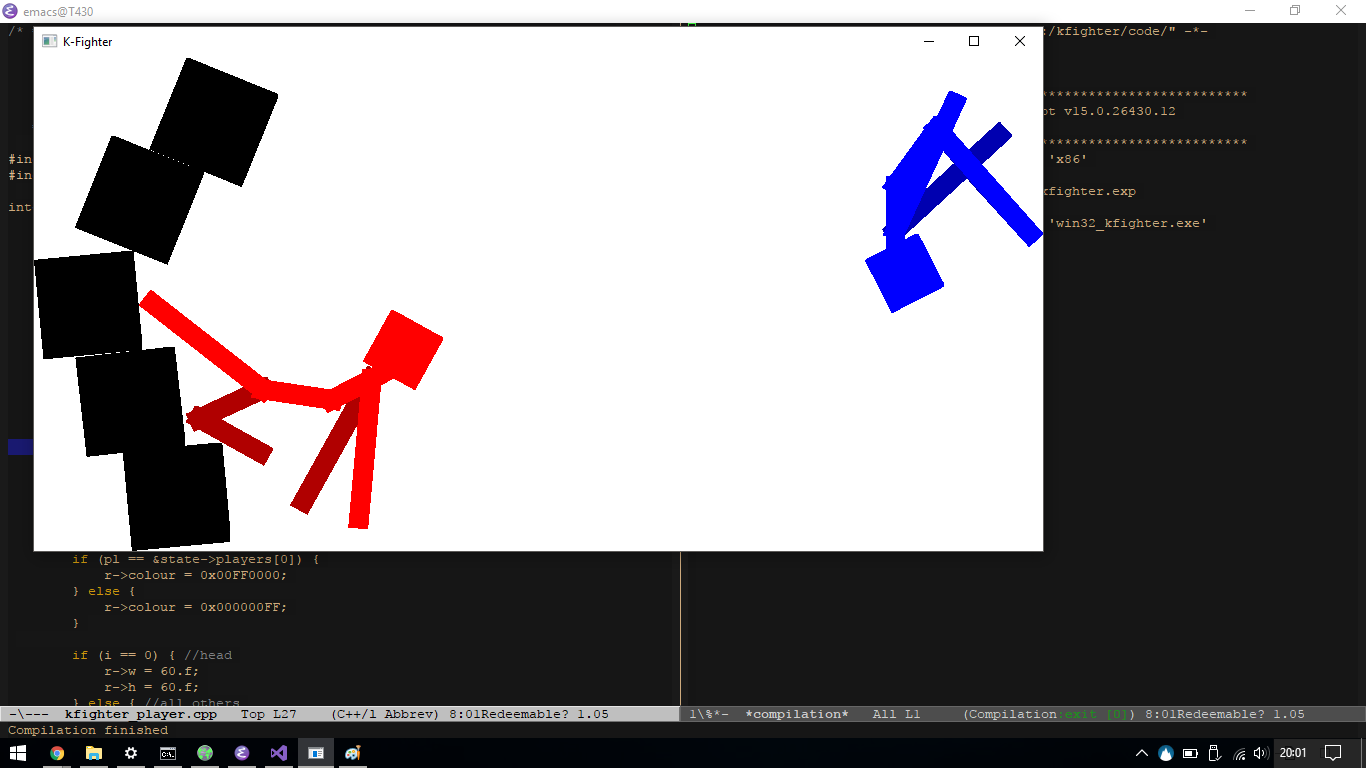 emacs@T430
/*
:/kfighter/code/" -*-
K-Fighter
**************************
pt v15.0.26430.12
**************************
#in
'x86'
#in
kfighter.exp
int
'win32_kfighter.exe'
if (pl == &state->players[0]) {
r->colour = 0x00FF0000;
} else {
r->colour = 0x000000FF;
}
if (i == 0) { //head
r->w = 60.f;
r->h = 60.f;
} else { //all others
-\--- kfighter_player.cpp Top L27 (C++/l Abbrev) 8:01Redeemable? 1.05
1\%*- *compilation* All L1 (Compilation:exit [0]) 8:01Redeemable? 1.05
Compilation finished
20:01